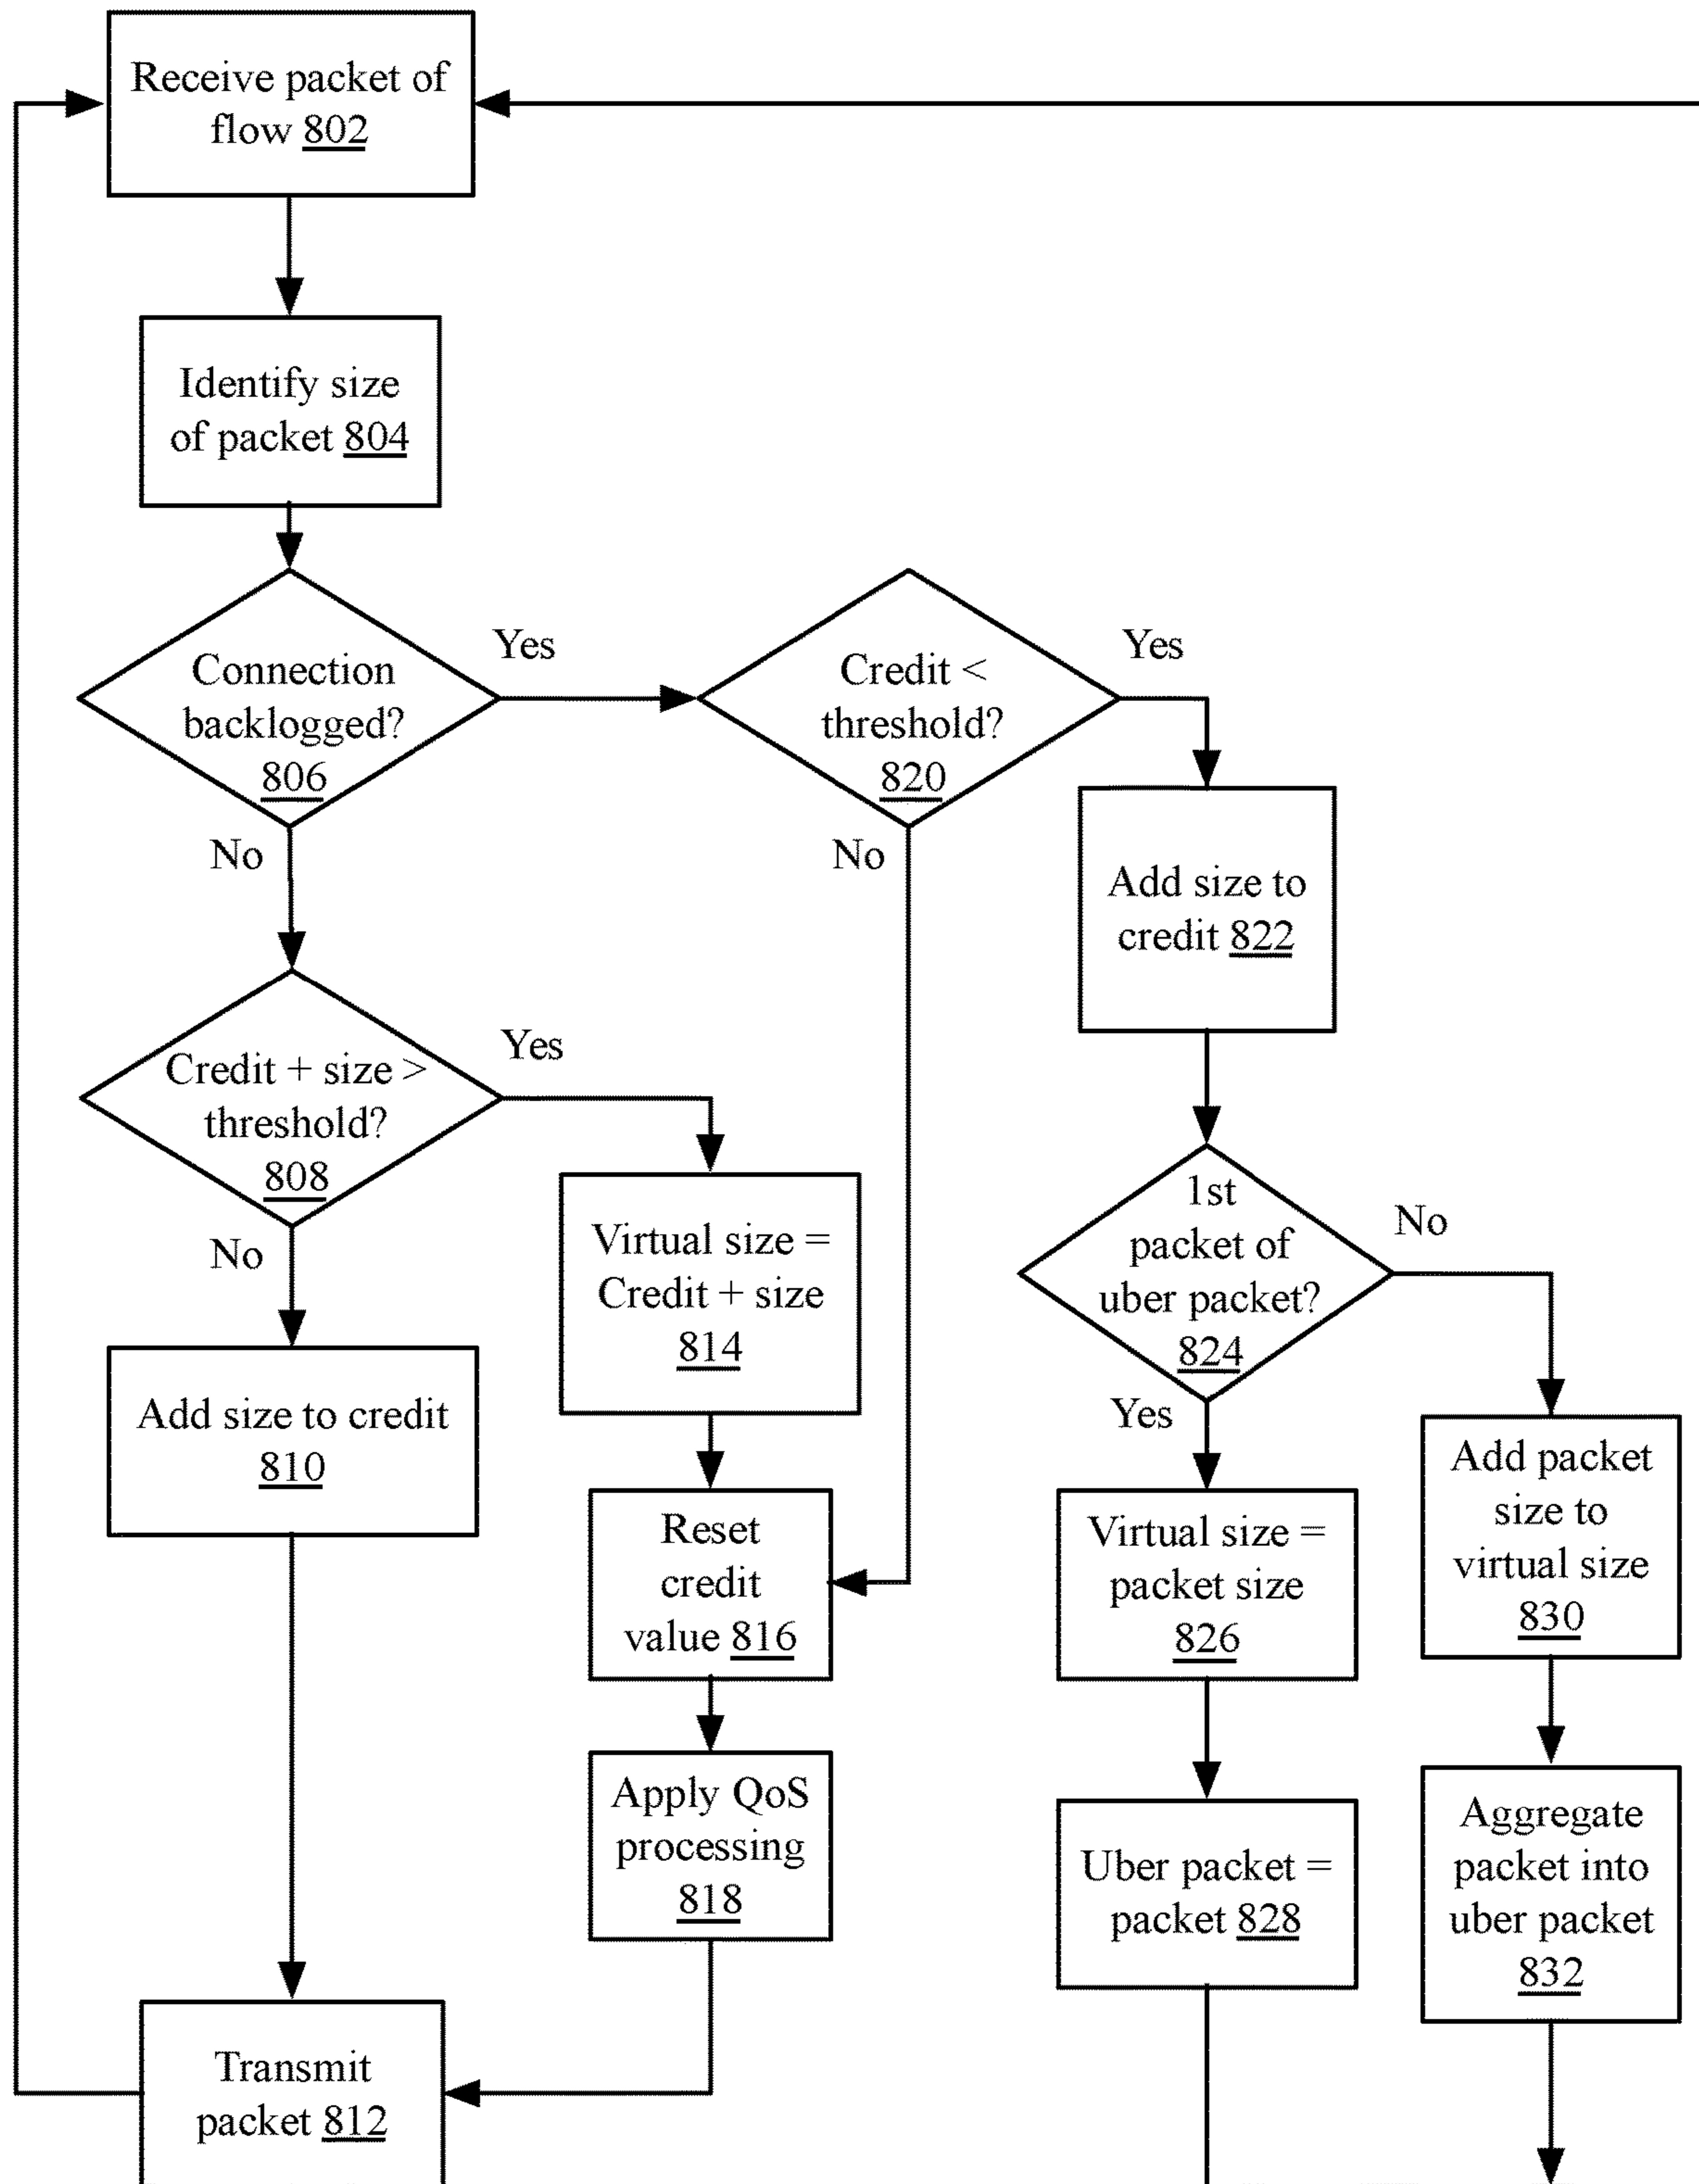 Receive packet of
flow 802
Identify size
of packet 804
Connection
backlogged?
806
Yes
No
Credit <
threshold?
820
Yes
No
Add size to
credit 822
Credit + size >
threshold?
808
Yes
No
Virtual size =
Credit + size
814
1st
packet of
uber packet?
824
No
Yes
Add size to credit
810
Reset
credit
value 816
Virtual size =
packet size
826
Add packet
size to
virtual size
830
Apply QoS
processing
818
Uber packet =
packet 828
Aggregate
packet into
uber packet
832
Transmit
packet 812